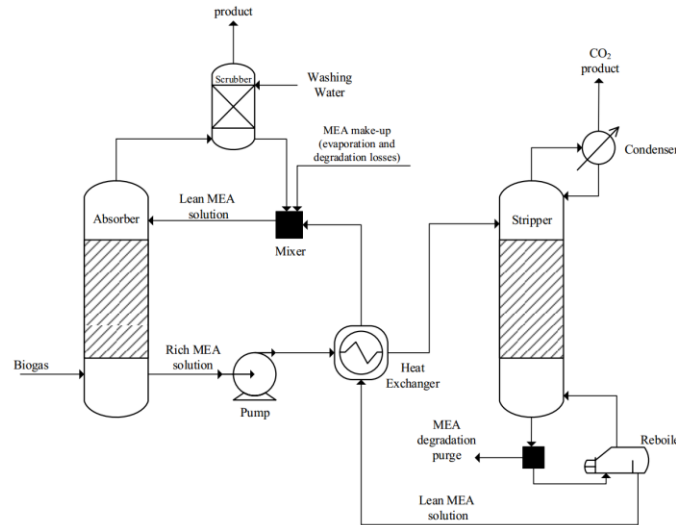 product
Scrubber
Washing
Water
MEA make-up
(evaporation and
degradation losses)
CO2
product
Condenser
Absorber
Lean MEA
solution
Stripper
Mixer
Biogas
Rich MEA
solution
Heat
Exchanger
Pump
MEA
degradation
purge
Reboile
Lean MEA
solution